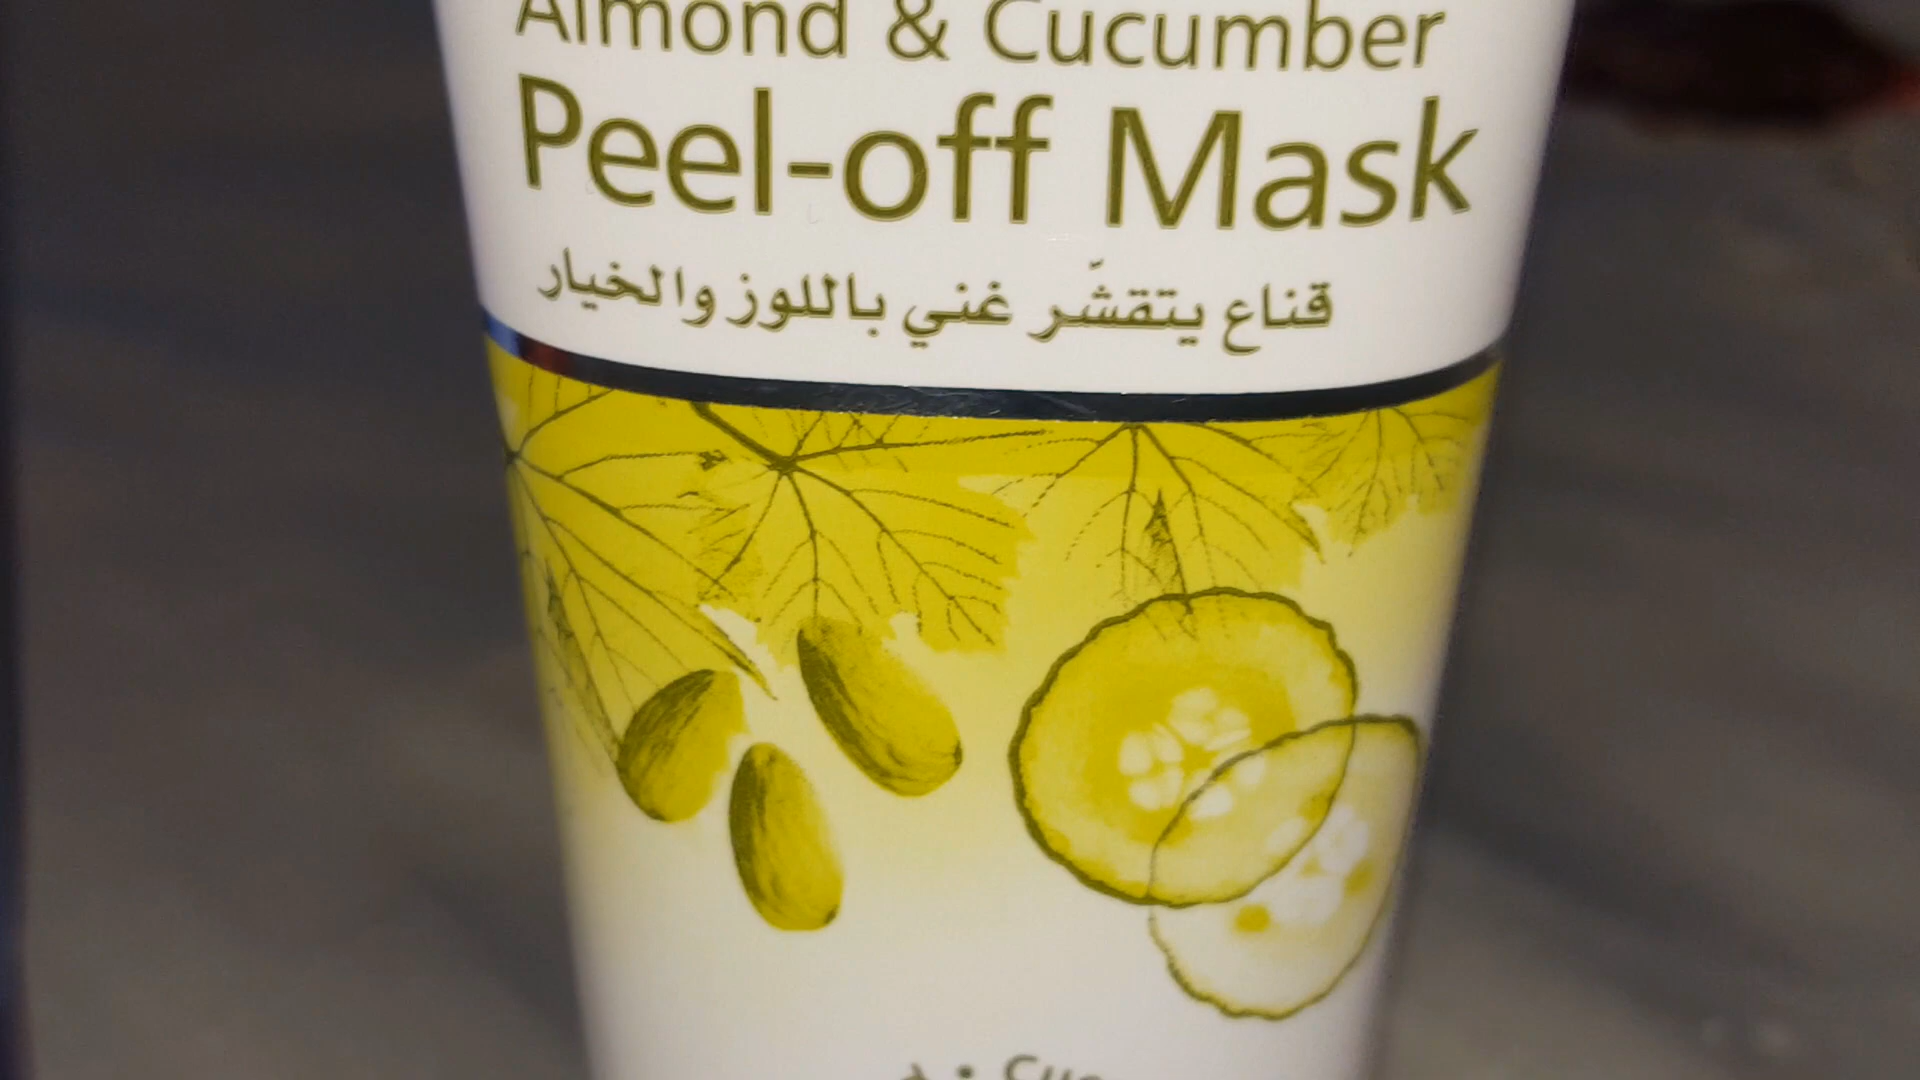 Almond & Cucumber
Peel-off Mask
قناع يتقشّر غني باللوز والخيار